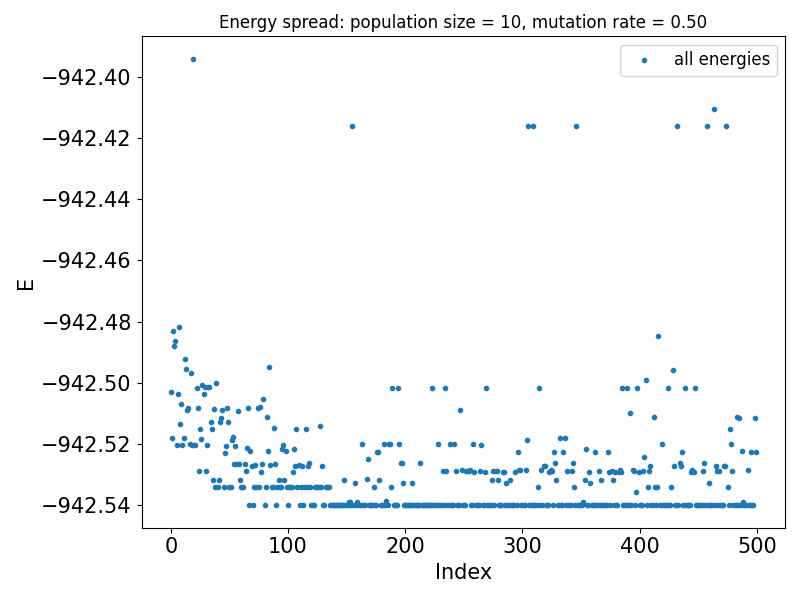 Energy spread: population size = 10, mutation rate = 0.50
all energies
−942.40
−942.42
−942.44
−942.46
−942.48
−942.50
−942.52
−942.54
E
0 100 200 300 400 500
Index